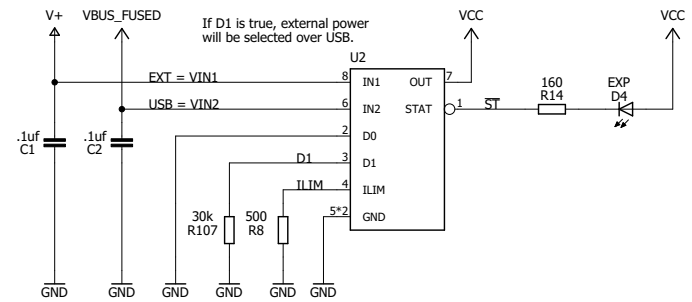 V+
VBUS_FUSED
If D1 is true, external power
will be selected over USB.
VCC
VCC
U2
EXT = VIN1
8
IN1
OUT
7
USB = VIN2
6
IN2
STAT
1
ST
160
R14
EXP
D4
.1uf
C1
.1uf
C2
2
D0
D1
3
D1
ILIM
4
ILIM
5*2
GND
30k
R107
500
R8
GND
GND
GND
GND
GND
GND